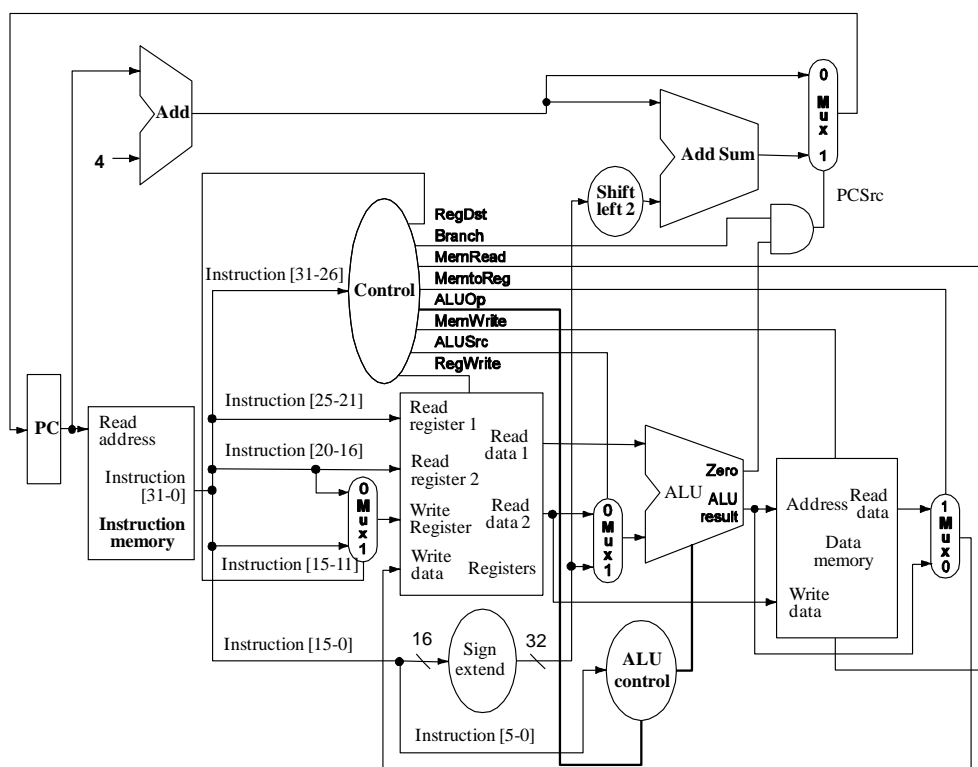 0
Mux
1
Add
4
Add Sum
Shift
left 2
PCSrc
RegDst
Branch
MemRead
MemtoReg
ALUOp
MemWrite
ALUSrc
RegWrite
Instruction [31-26]
Control
PC
Read
address
Instruction
[31-0]
Instruction
memory
Instruction [25-21]
Instruction [20-16]
Instruction [15-11]
0
Mux
1
Read
register 1
Read
register 2
Write
Register
Write
data
Read
data 1
Read
data 2
Registers
0
Mux
1
Zero
ALU
ALU
result
Address
Read
data
Data
memory
Write
data
1
Mux
0
Instruction [15-0]
16
Sign
extend
32
ALU
control
Instruction [5-0]